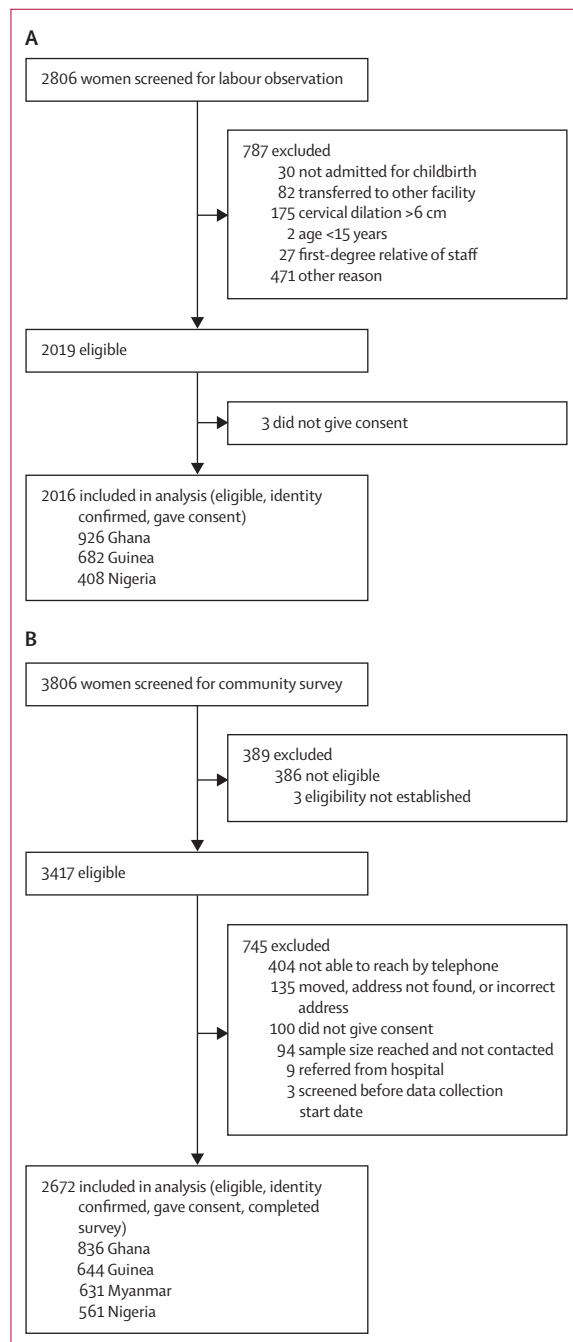 A
2806 women screened for labour observation
787 excluded
30 not admitted for childbirth
82 transferred to other facility
175 cervical dilation >6 cm
2 age <15 years
27 first-degree relative of staff
471 other reason
2019 eligible
3 did not give consent
2016 included in analysis (eligible, identity
confirmed, gave consent)
926 Ghana
682 Guinea
408 Nigeria
B
3806 women screened for community survey
389 excluded
386 not eligible
3 eligibility not established
3417 eligible
745 excluded
404 not able to reach by telephone
135 moved, address not found, or incorrect
address
100 did not give consent
94 sample size reached and not contacted
9 referred from hospital
3 screened before data collection
start date
2672 included in analysis (eligible, identity
confirmed, gave consent, completed
survey)
836 Ghana
644 Guinea
631 Myanmar
561 Nigeria